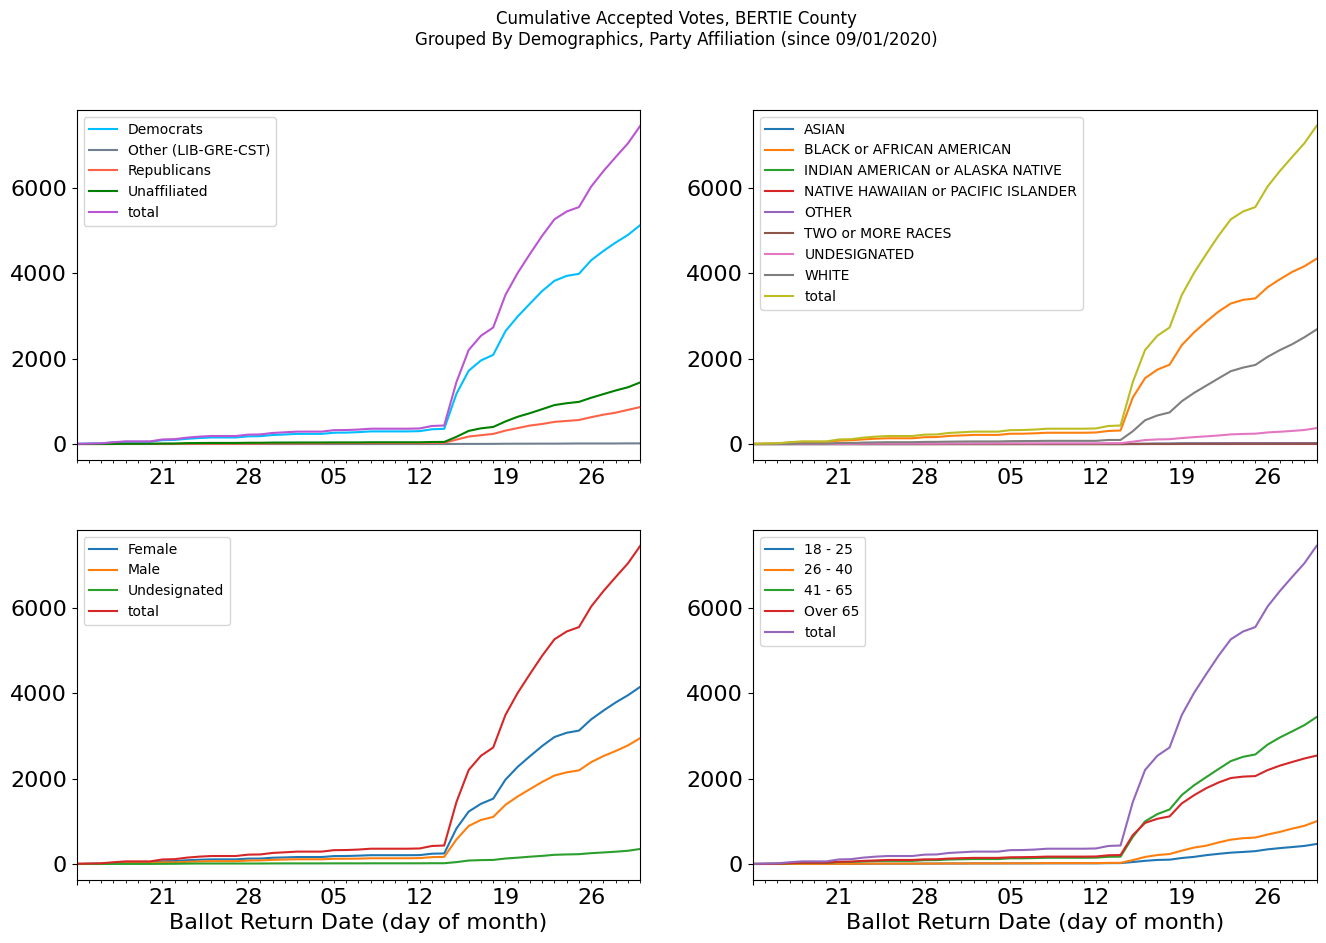 Cumulative Accepted Votes, BERTIE County
Grouped By Demographics, Party Affiliation (since 09/01/2020)
Democrats
Other (LIB-GRE-CST)
Republicans
Unaffiliated
total
6000
4000
2000
0
21 28 05 12 19 26
ASIAN
BLACK or AFRICAN AMERICAN
INDIAN AMERICAN or ALASKA NATIVE
NATIVE HAWAIIAN or PACIFIC ISLANDER
OTHER
TWO or MORE RACES
UNDESIGNATED
WHITE
total
6000
4000
2000
0
21 28 05 12 19 26
Female
Male
Undesignated
total
6000
4000
2000
0
21 28 05 12 19 26
Ballot Return Date (day of month)
18 - 25
26 - 40
41 - 65
Over 65
total
6000
4000
2000
0
21 28 05 12 19 26
Ballot Return Date (day of month)